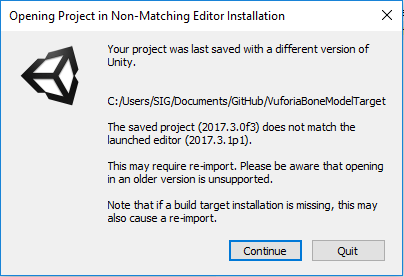 Opening Project in Non-Matching Editor Installation
Your project was last saved with a different version of
Unity.
C:/Users/SIG/Documents/GitHub/VuforiaBoneModelTarget
The saved project (2017.3.0f3) does not match the
launched editor (2017.3.1p1).
This may require re-import. Please be aware that opening
in an older version is unsupported.
Note that if a build target installation is missing, this may
also cause a re-import.
Continue
Quit